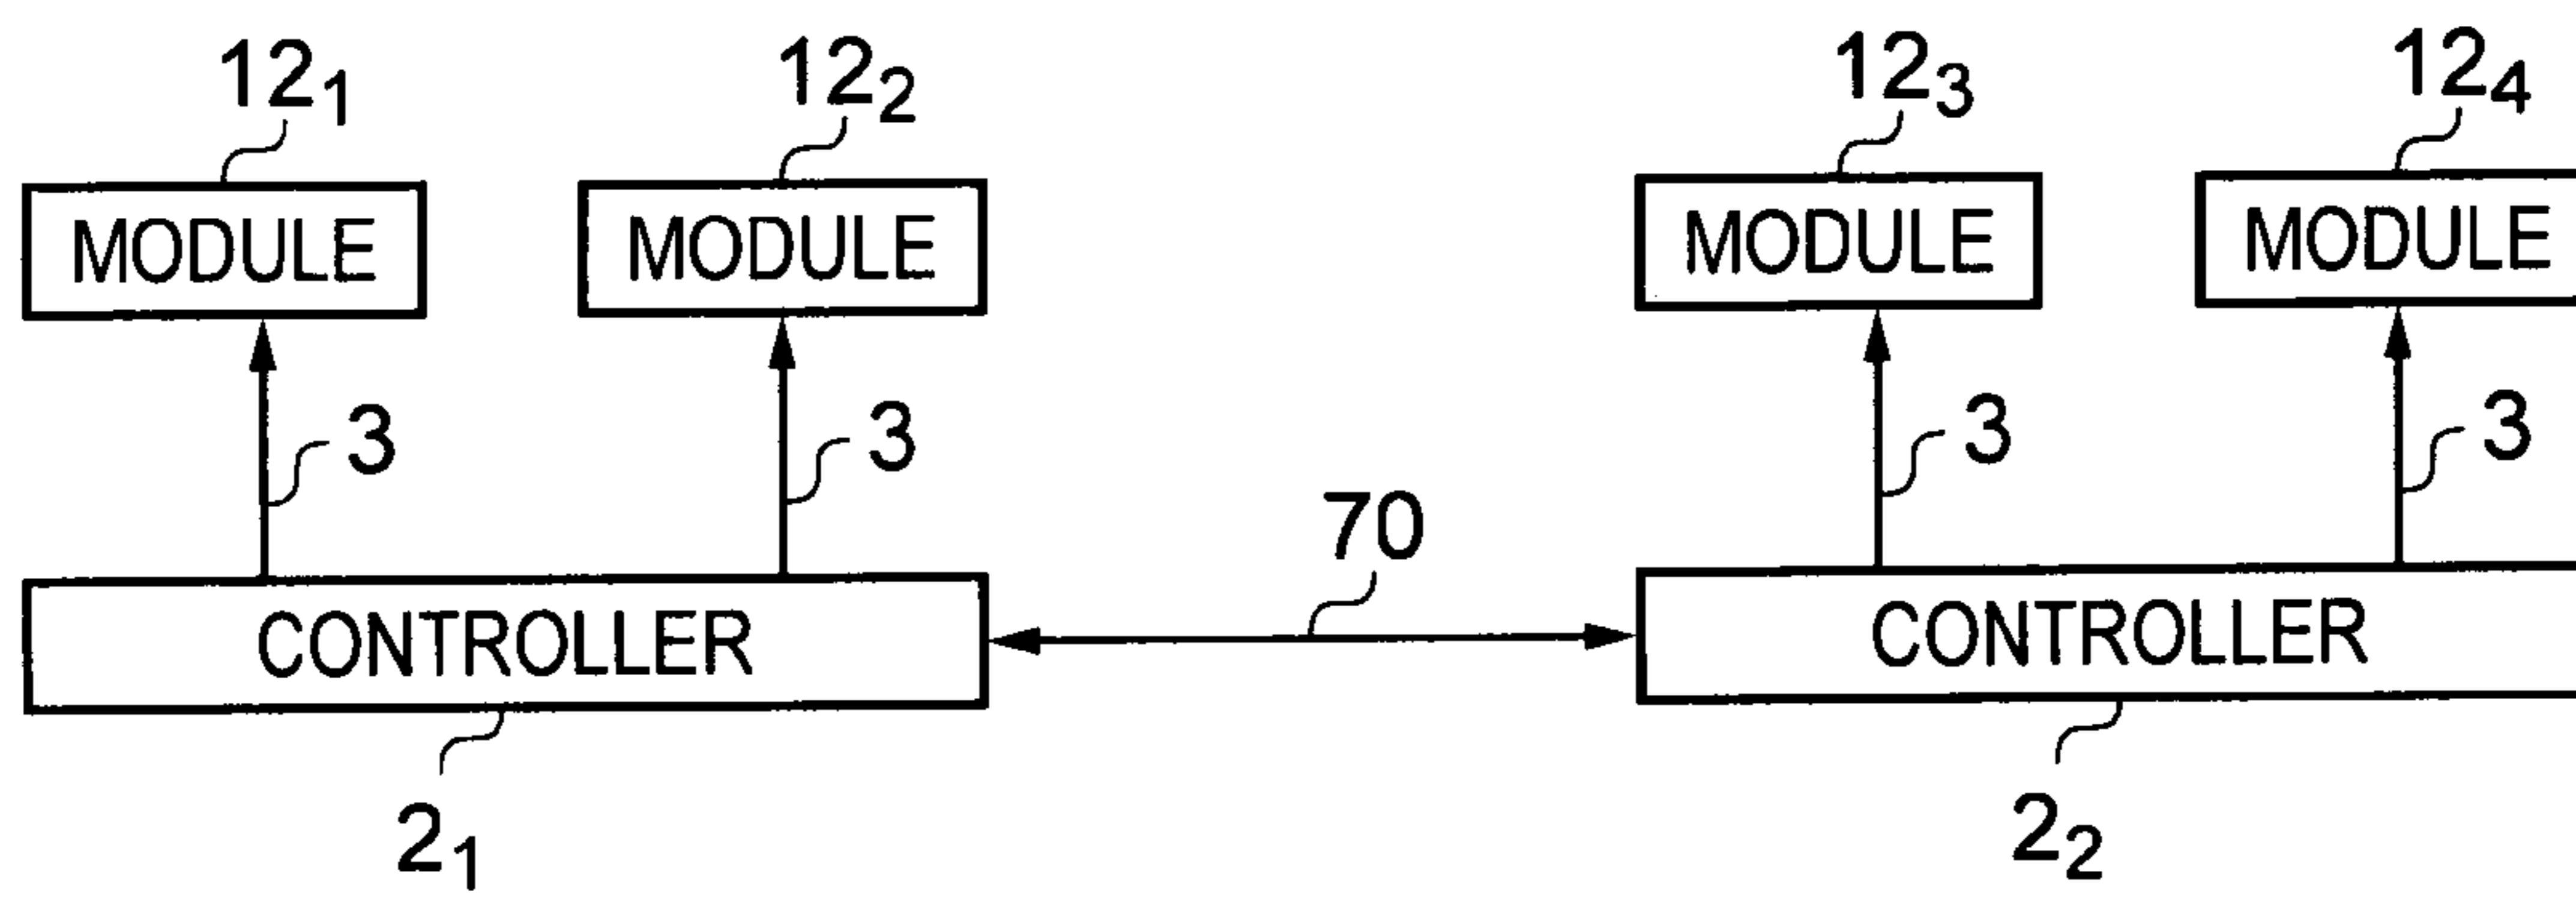 12₁ 12₂ 12₃ 12₄
MODULE MODULE MODULE MODULE
3 3 3 3
70
CONTROLLER CONTROLLER
2₁ 2₂